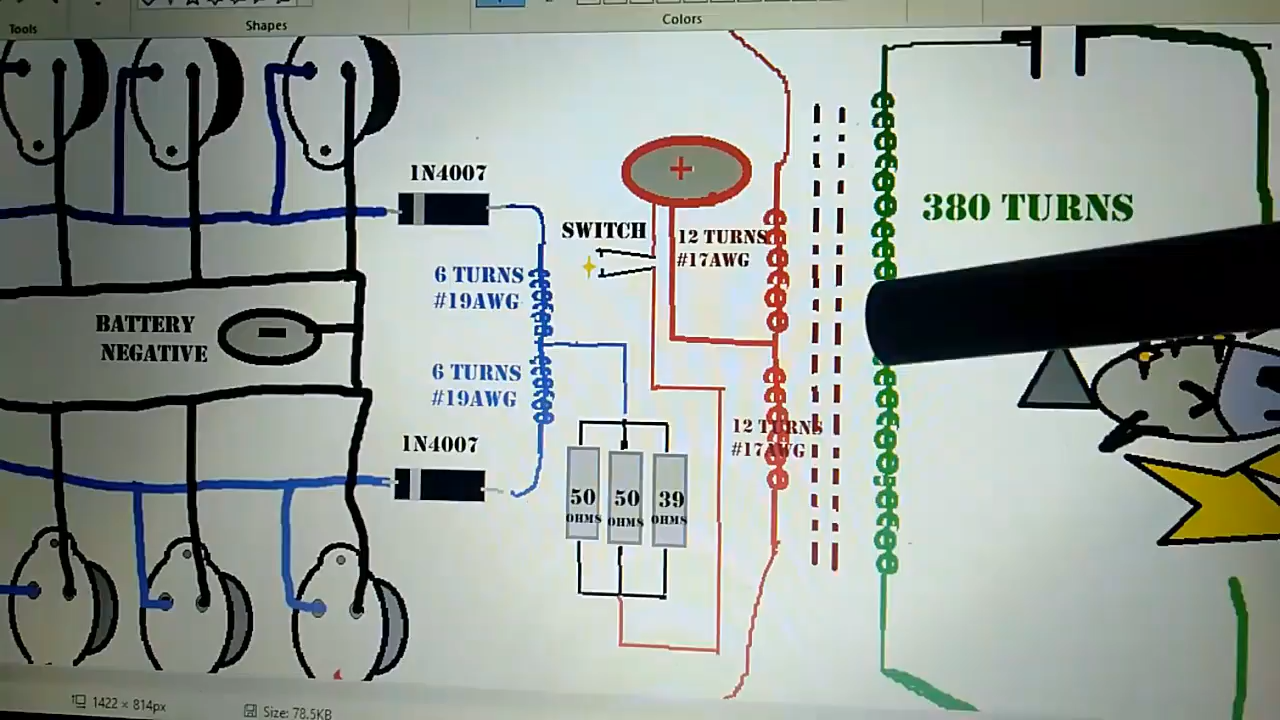 Tools
Shapes
Colors
1N4007
SWITCH
12 TURNS
#17AWG
380 TURNS
6 TURNS
#19AWG
BATTERY
NEGATIVE
6 TURNS
#19AWG
12 TURNS
#17AWG
1N4007
50
OHMS
50
OHMS
39
OHMS
1422 × 814px
Size: 78.5KB